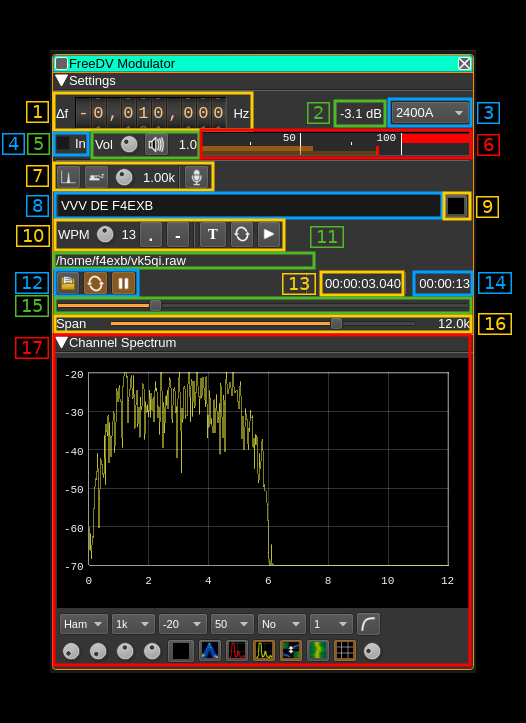 FreeDV Modulator
Settings
1 Δf -0,010,000 Hz 2 -3.1 dB 2400A 3
4 5 In Vol 1.0 50 100 6
7 1.00k
8 VVV DE F4EXB 9
10 WPM 13 . - T 11
/home/f4exb/vk5qi.raw
12 13 00:00:03.040 00:00:13 14
15
Span 12.0k 16
17 Channel Spectrum
-20
-30
-40
-50
-60
-70
0 2 4 6 8 10 12
Ham 1k -20 50 No 1